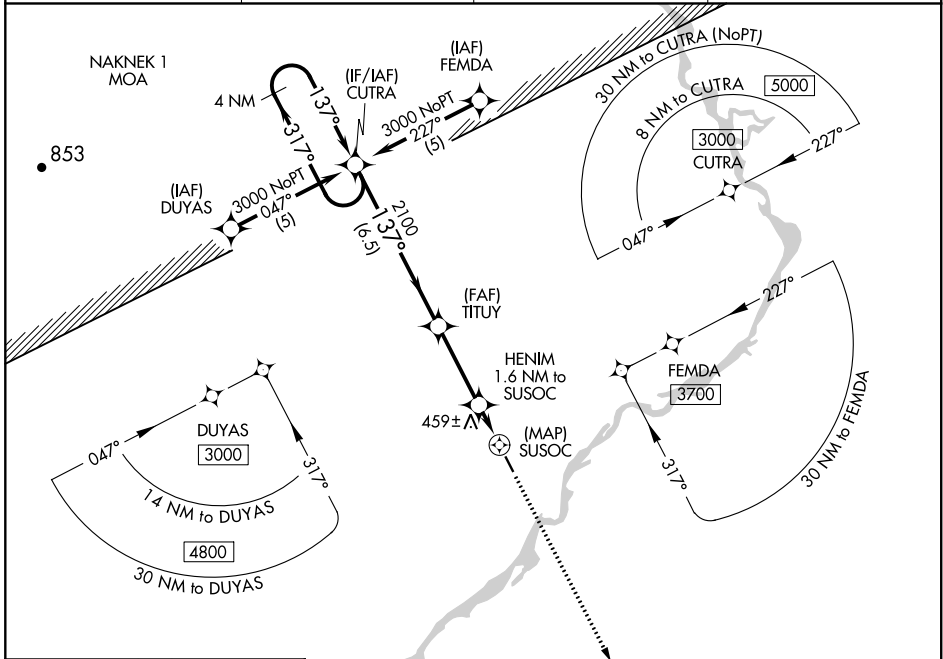 NAKNEK 1
MOA
853
4 NM
137°
317°
(IF/IAF)
CUTRA
(IAF)
FEMDA
3000 NoPT
227°
(5)
(IAF)
DUYAS
3000 NoPT
047°
(5)
2100
137°
(6.5)
(FAF)
TITUY
HENIM
1.6 NM to
SUSOC
459±
(MAP)
SUSOC
30 NM to CUTRA (NoPT)
5000
8 NM to CUTRA
3000
CUTRA
227°
047°
DUYAS
3000
047°
317°
14 NM to DUYAS
4800
30 NM to DUYAS
227°
FEMDA
3700
317°
30 NM to FEMDA